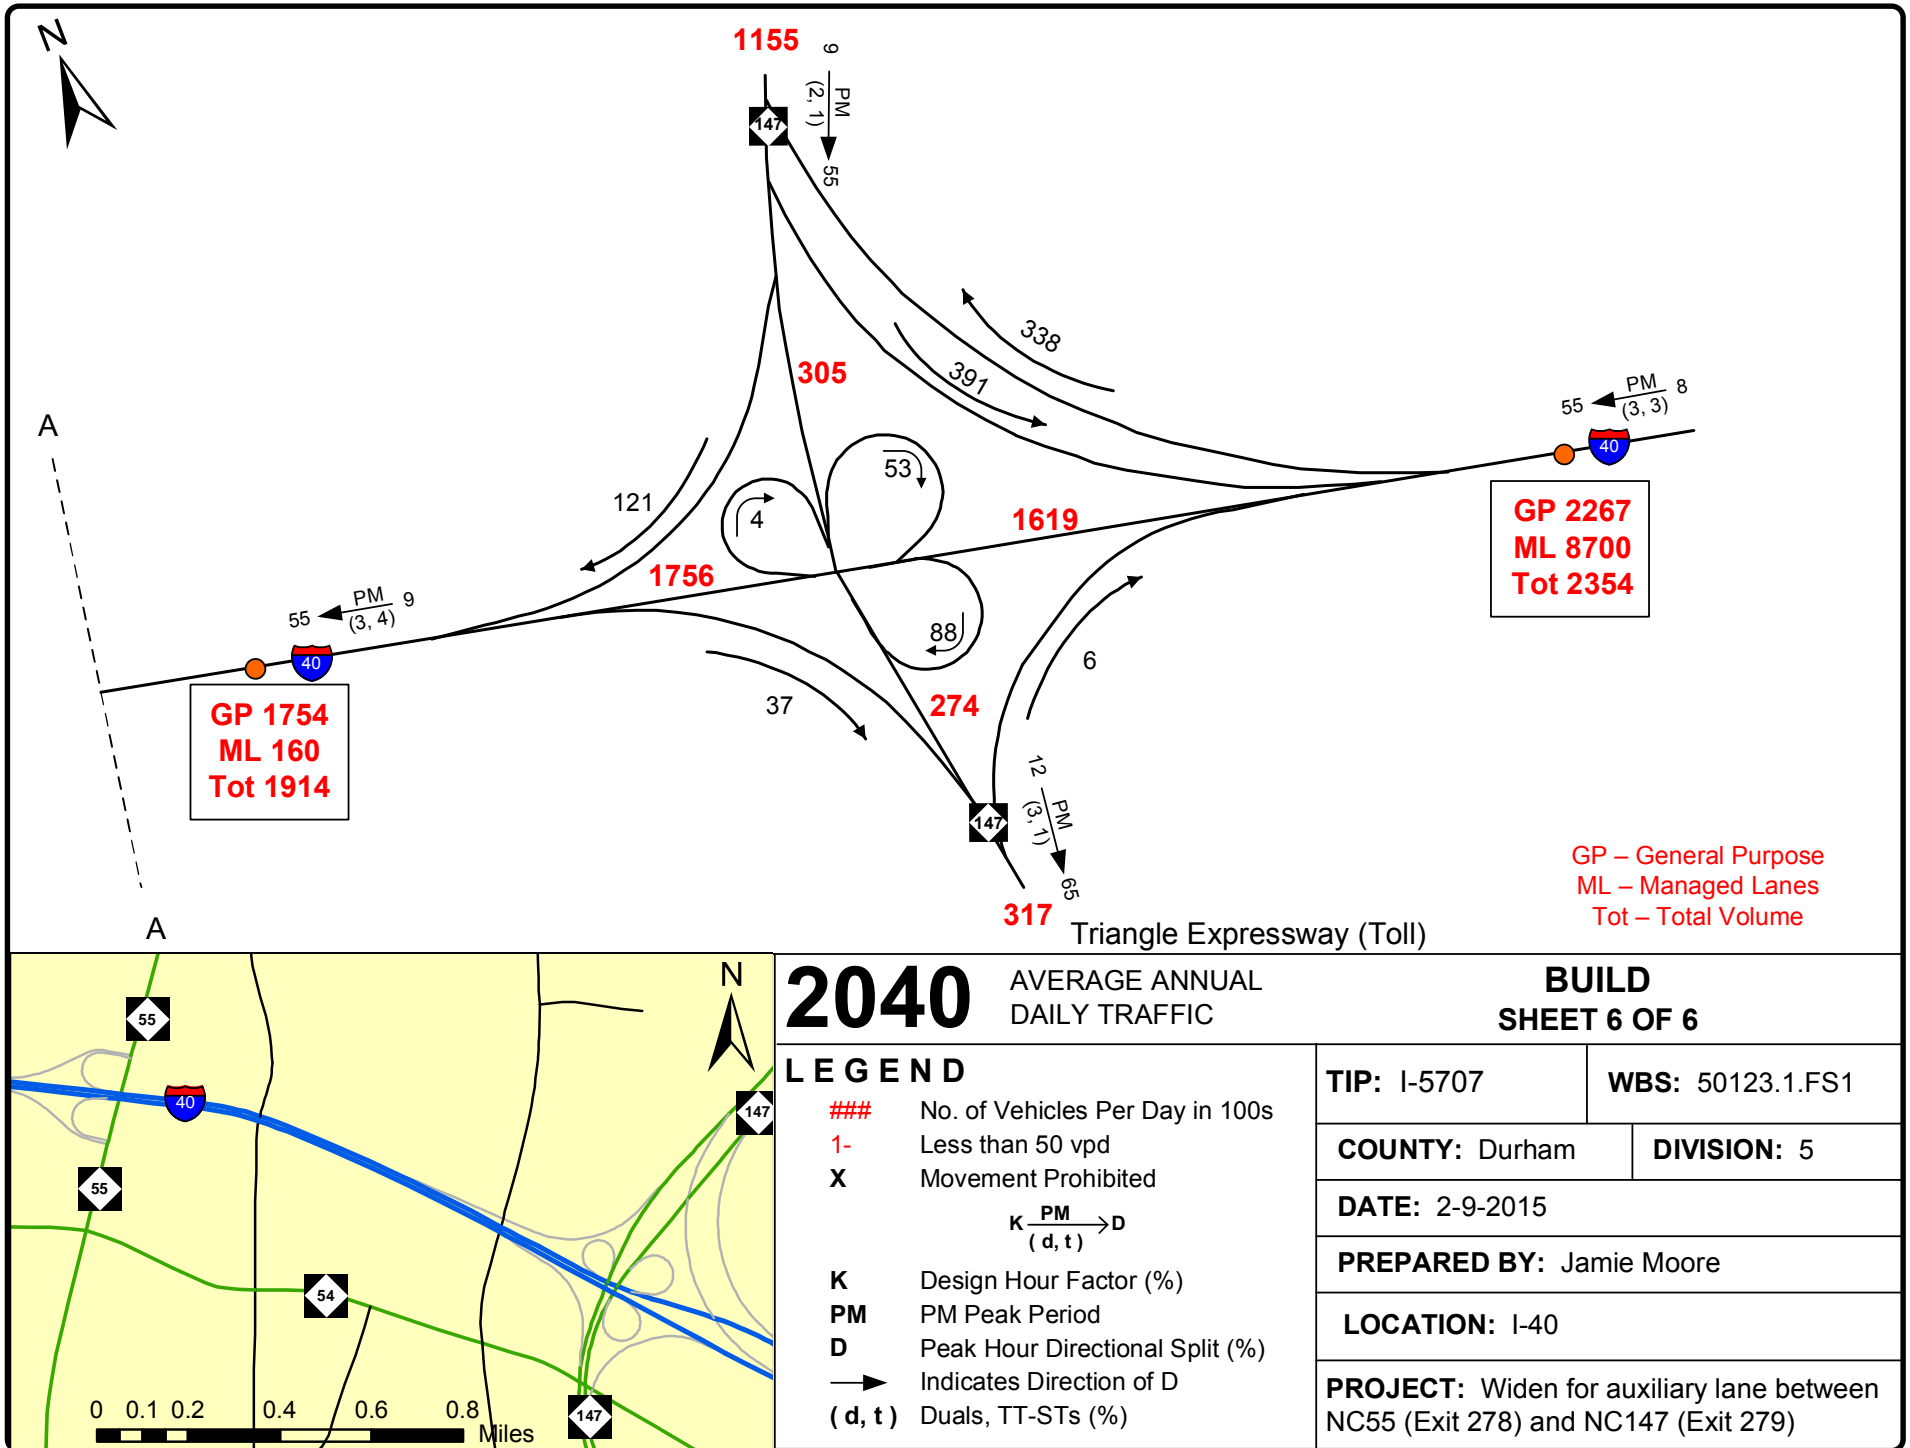 N
1155
9
PM
(2, 1)
55
147
338
391
305
A
55
PM
(3, 3)
8
40
GP 2267
ML 8700
Tot 2354
121
4
53
1619
1756
88
6
55
PM
(3, 4)
9
40
GP 1754
ML 160
Tot 1914
37
274
147
12
PM
(3, 1)
65
317
A
Triangle Expressway (Toll)
GP – General Purpose
ML – Managed Lanes
Tot – Total Volume
55
40
55
54
147
147
N
0 0.1 0.2 0.4 0.6 0.8
Miles
2040
AVERAGE ANNUAL
DAILY TRAFFIC
BUILD
SHEET 6 OF 6
LEGEND
### No. of Vehicles Per Day in 100s
1- Less than 50 vpd
X Movement Prohibited
K PM D
( d, t )
K Design Hour Factor (%)
PM PM Peak Period
D Peak Hour Directional Split (%)
Indicates Direction of D
( d, t ) Duals, TT-STs (%)
TIP: I-5707
WBS: 50123.1.FS1
COUNTY: Durham
DIVISION: 5
DATE: 2-9-2015
PREPARED BY: Jamie Moore
LOCATION: I-40
PROJECT: Widen for auxiliary lane between
NC55 (Exit 278) and NC147 (Exit 279)